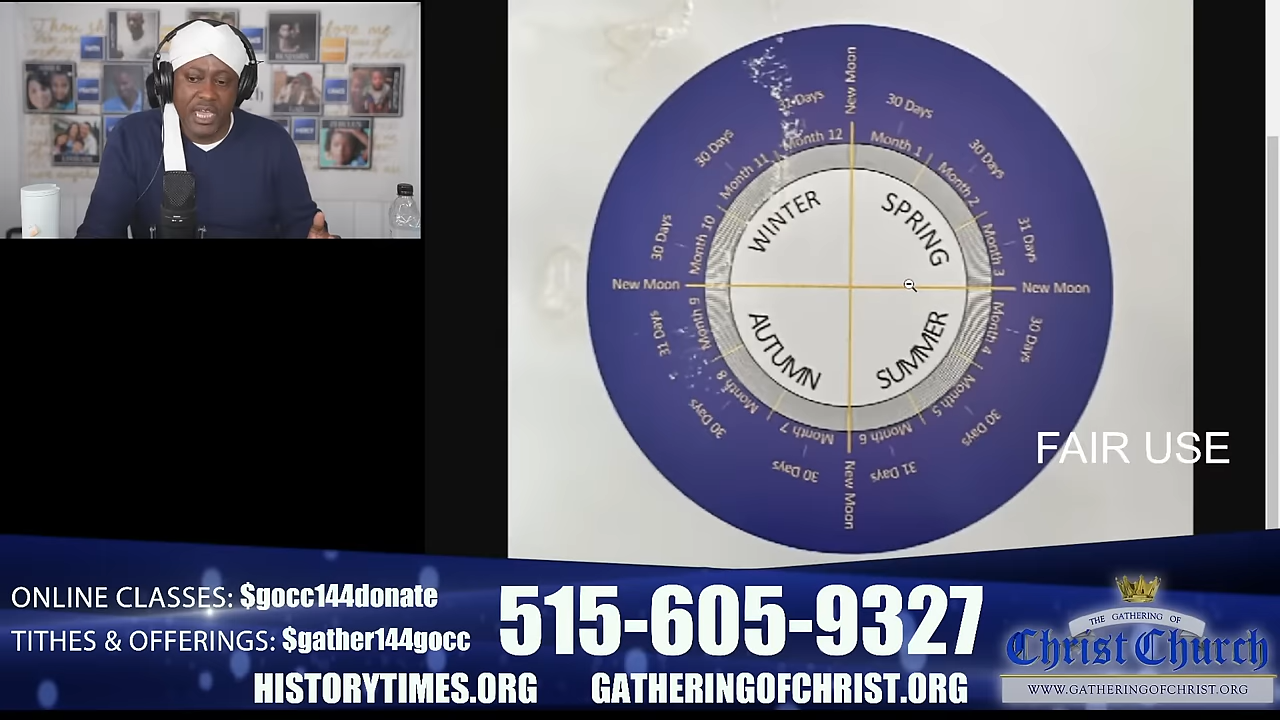 New Moon
30 Days
Month 1
30 Days
Month 2
31 Days
Month 3
New Moon
30 Days
Month 4
30 Days
Month 5
31 Days
Month 6
New Moon
30 Days
Month 7
30 Days
Month 8
31 Days
Month 9
New Moon
30 Days
Month 10
30 Days
Month 11
31 Days
Month 12
WINTER
SPRING
AUTUMN
SUMMER
FAIR USE
ONLINE CLASSES: $gocc144donate
TITHES & OFFERINGS: $gather144gocc
515-605-9327
HISTORYTIMES.ORG GATHERINGOFCHRIST.ORG
THE GATHERING OF
Christ Church
WWW.GATHERINGOFCHRIST.ORG